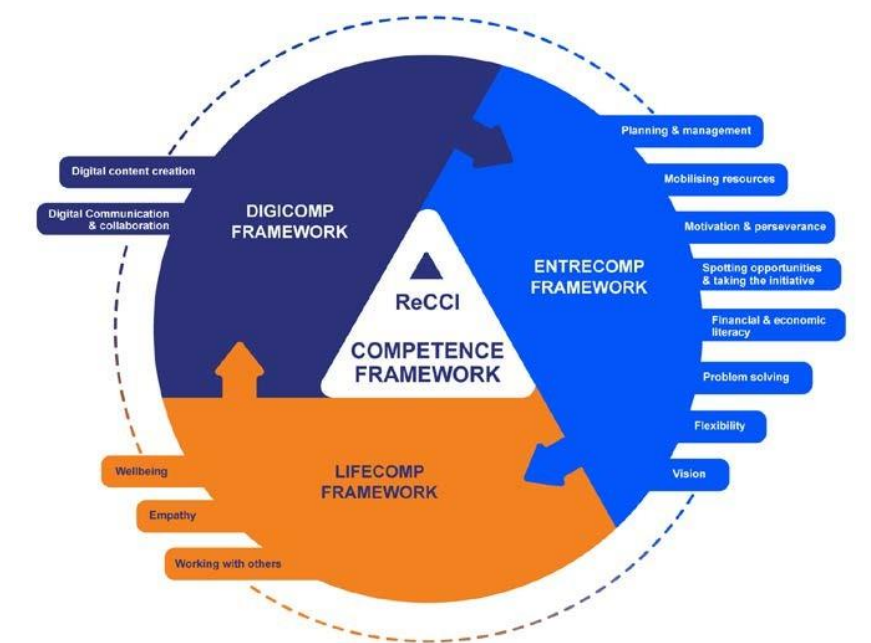 Digital content creation
Digital Communication
& collaboration
DIGICOMP
FRAMEWORK
Planning & management
Mobilising resources
Motivation & perseverance
Spotting opportunities
& taking the initiative
Financial & economic
literacy
Problem solving
Flexibility
Vision
ENTRECOMP
FRAMEWORK
ReCCI
COMPETENCE
FRAMEWORK
LIFECOMP
FRAMEWORK
Wellbeing
Empathy
Working with others